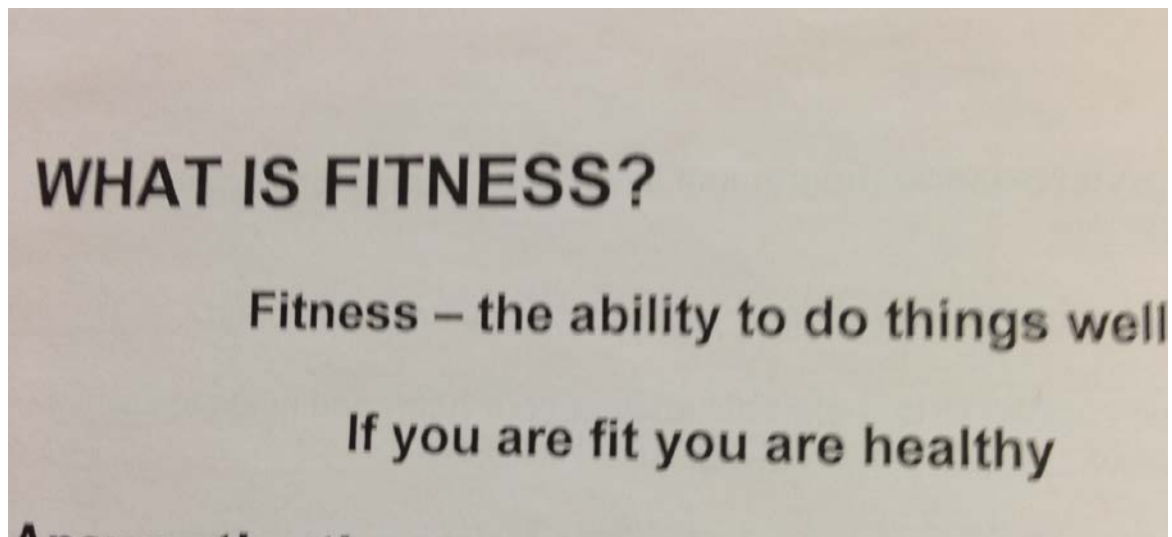 WHAT IS FITNESS?
Fitness – the ability to do things well
If you are fit you are healthy